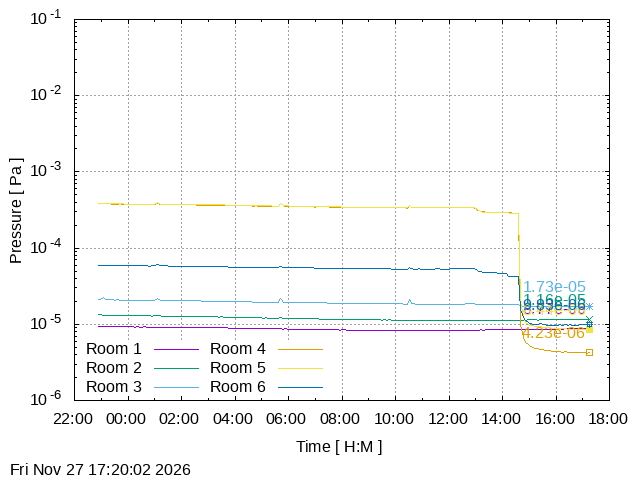 10^-1
10^-2
10^-3
10^-4
10^-5
10^-6
Pressure [ Pa ]
1.73e-05
1.16e-05
4.23e-06
Room 1 Room 4
Room 2 Room 5
Room 3 Room 6
22:00 00:00 02:00 04:00 06:00 08:00 10:00 12:00 14:00 16:00 18:00
Time [ H:M ]
Fri Nov 27 17:20:02 2026